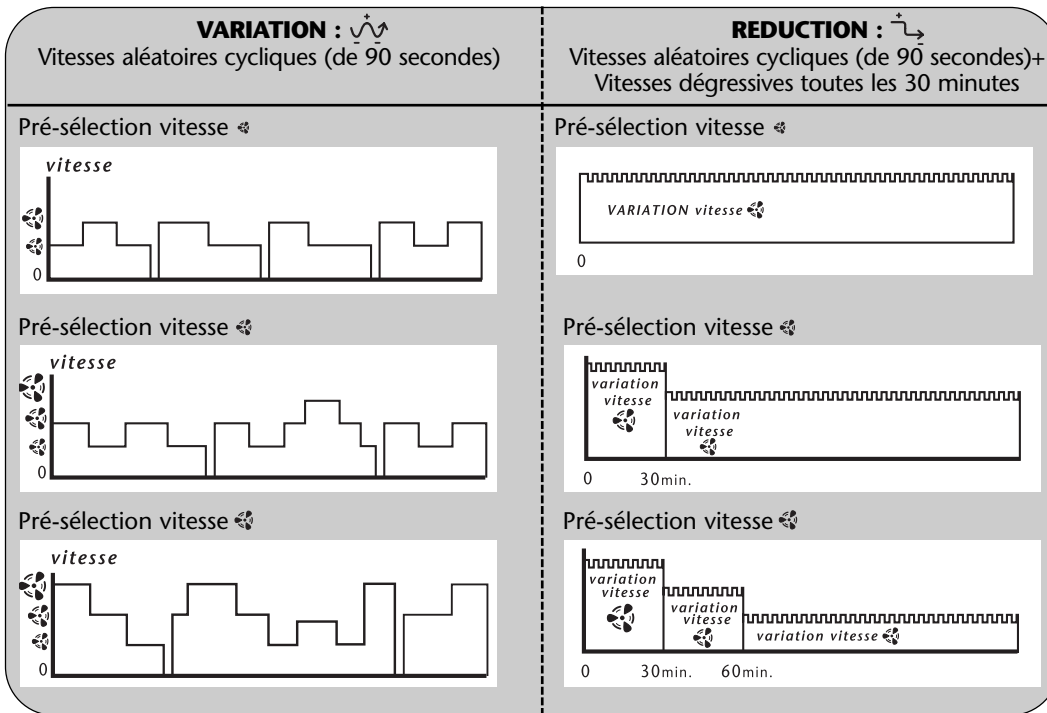 VARIATION :
Vitesses aléatoires cycliques (de 90 secondes)
Pré-sélection vitesse
vitesse
0
Pré-sélection vitesse
vitesse
0
Pré-sélection vitesse
vitesse
0
REDUCTION :
Vitesses aléatoires cycliques (de 90 secondes)+
Vitesses dégressives toutes les 30 minutes
Pré-sélection vitesse
VARIATION vitesse
0
Pré-sélection vitesse
variation
vitesse
variation
vitesse
0 30min.
Pré-sélection vitesse
variation
vitesse
variation
vitesse
variation vitesse
0 30min. 60min.